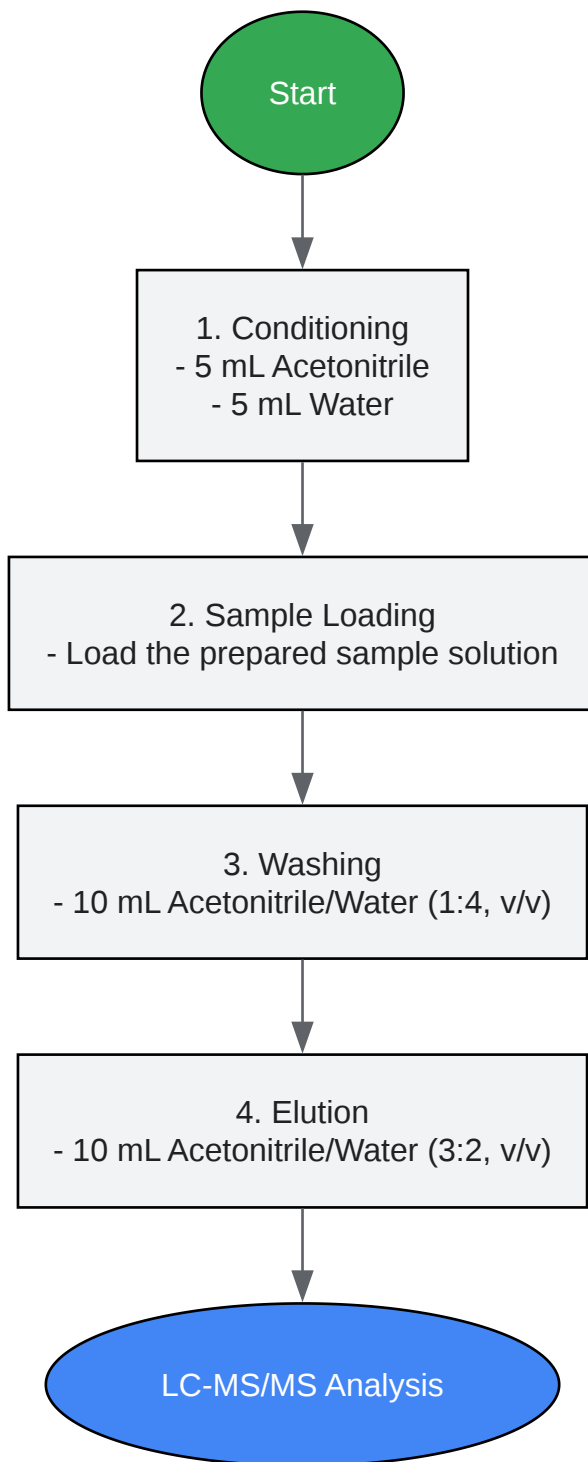 Start
1. Conditioning
- 5 mL Acetonitrile
- 5 mL Water
2. Sample Loading
- Load the prepared sample solution
3. Washing
- 10 mL Acetonitrile/Water (1:4, v/v)
4. Elution
- 10 mL Acetonitrile/Water (3:2, v/v)
LC-MS/MS Analysis